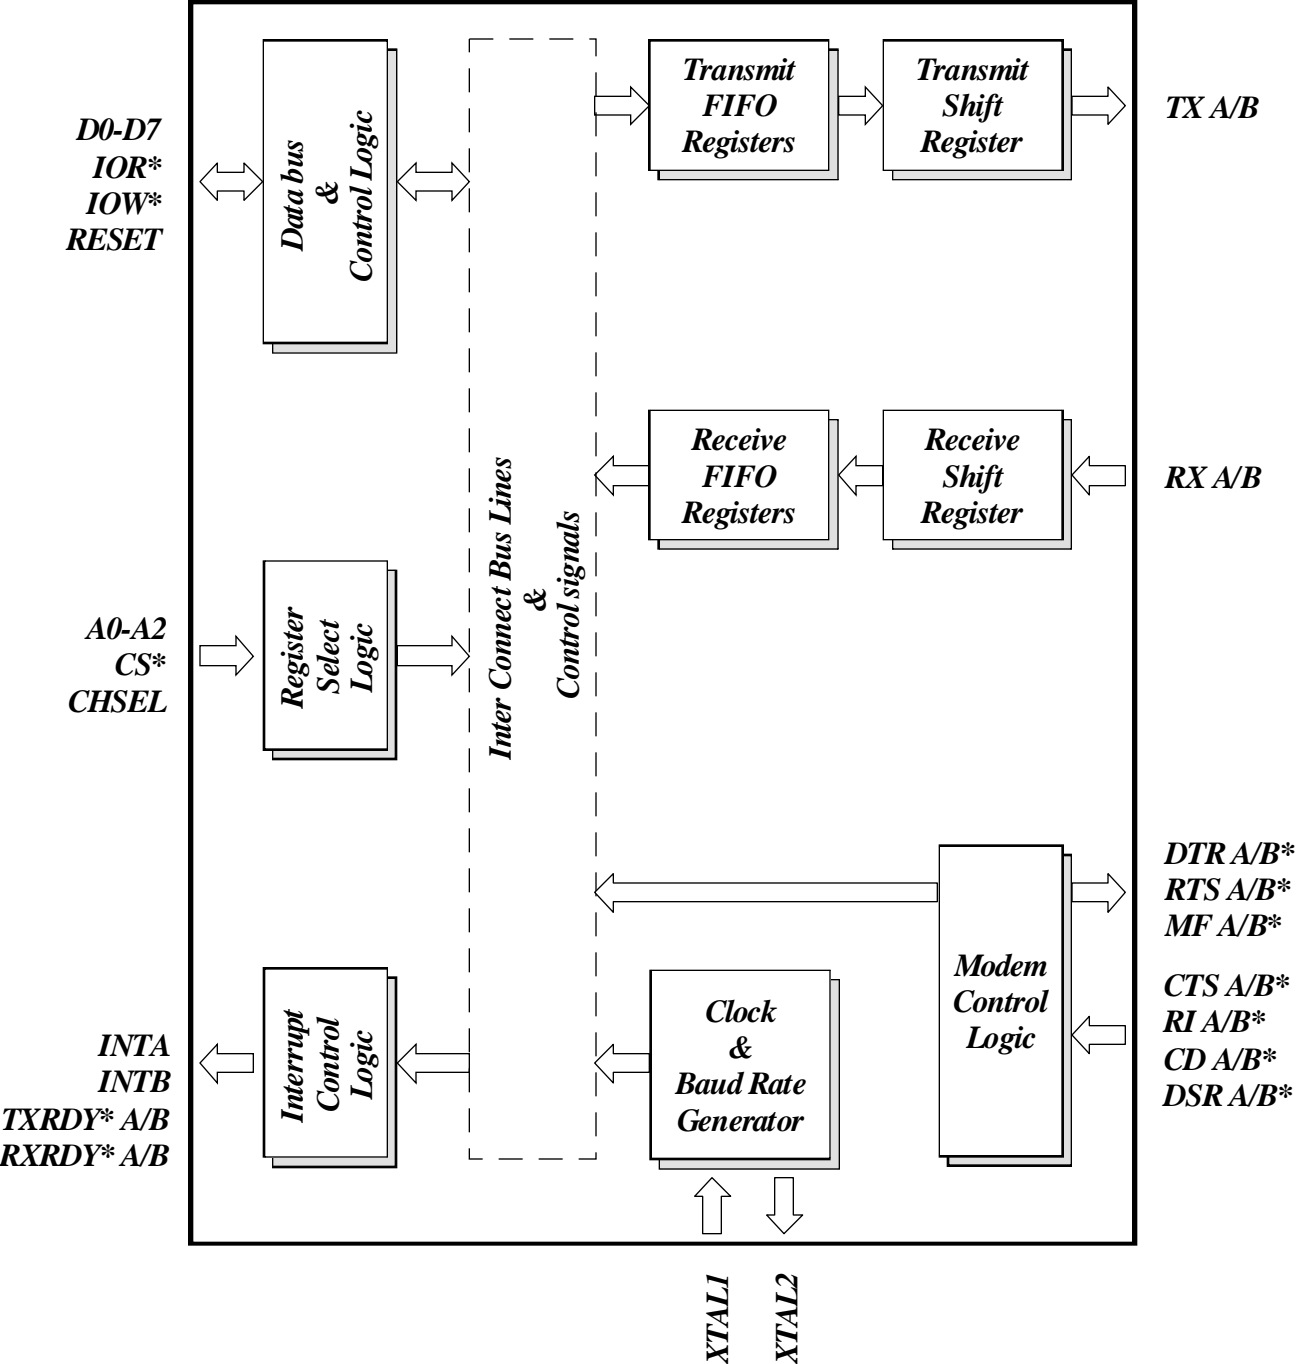 D0-D7
IOR*
IOW*
RESET
Data bus
&
Control Logic
Transmit
FIFO
Registers
Transmit
Shift
Register
TX A/B
Receive
FIFO
Registers
Receive
Shift
Register
RX A/B
Inter Connect Bus Lines
&
Control signals
A0-A2
CS*
CHSEL
Register
Select
Logic
DTR A/B*
RTS A/B*
MF A/B*
Modem
Control
Logic
CTS A/B*
RI A/B*
CD A/B*
DSR A/B*
INTA
INTB
TXRDY* A/B
RXRDY* A/B
Interrupt
Control
Logic
Clock
&
Baud Rate
Generator
XTAL1
XTAL2